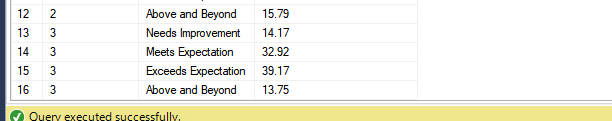 12 2 Above and Beyond 15.79
13 3 Needs Improvement 14.17
14 3 Meets Expectation 32.92
15 3 Exceeds Expectation 39.17
16 3 Above and Beyond 13.75
Query executed successfully.